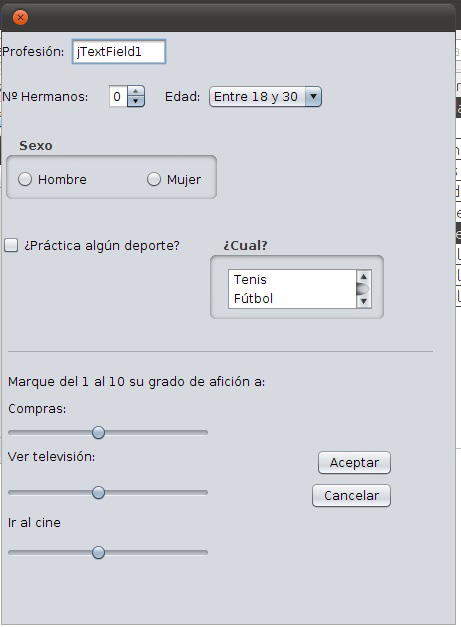 Profesión: jTextField1
Nº Hermanos: 0 Edad: Entre 18 y 30
Sexo
Hombre Mujer
¿Práctica algún deporte? ¿Cual?
Tenis
Fútbol
Marque del 1 al 10 su grado de afición a:
Compras:
Ver televisión:
Aceptar
Cancelar
Ir al cine